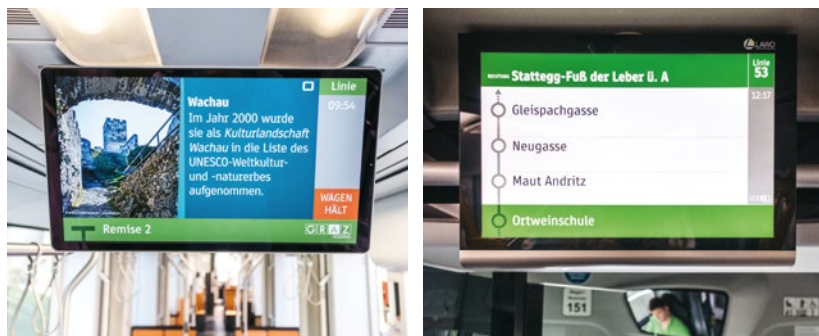 Linie
09:54
Wachau
Im Jahr 2000 wurde
sie als Kulturlandschaft
Wachau in die Liste des
UNESCO-Weltkultur-
und -naturerbes
aufgenommen.
WAGEN
HÄLT
Remise 2
GRAZ
LAWO
RICHTUNG Stattegg-Fuß der Leber ü. A
Linie
53
12:17
Gleispachgasse
Neugasse
Maut Andritz
Ortweinschule
151